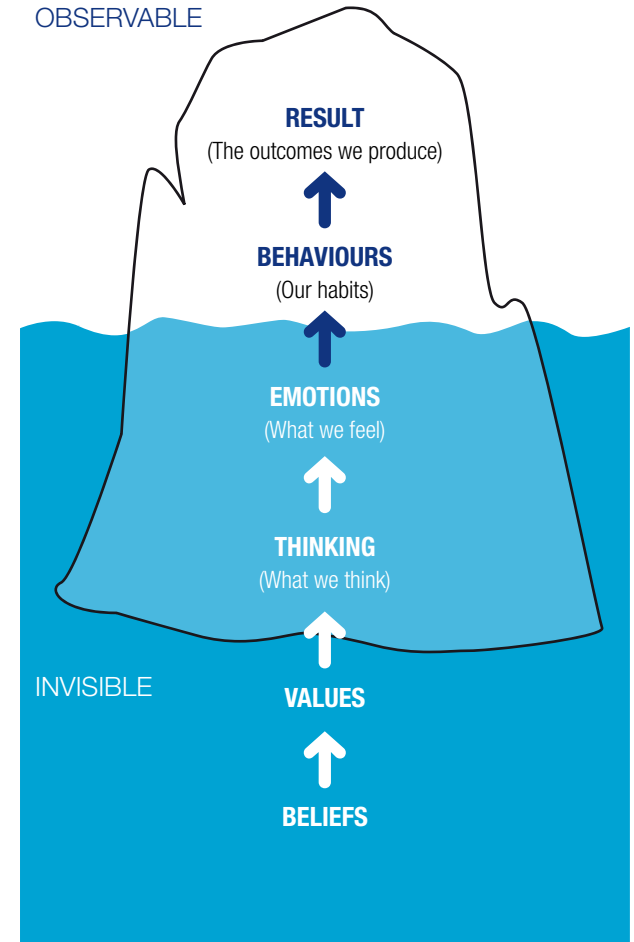 OBSERVABLE
RESULT
(The outcomes we produce)
BEHAVIOURS
(Our habits)
EMOTIONS
(What we feel)
THINKING
(What we think)
INVISIBLE
VALUES
BELIEFS